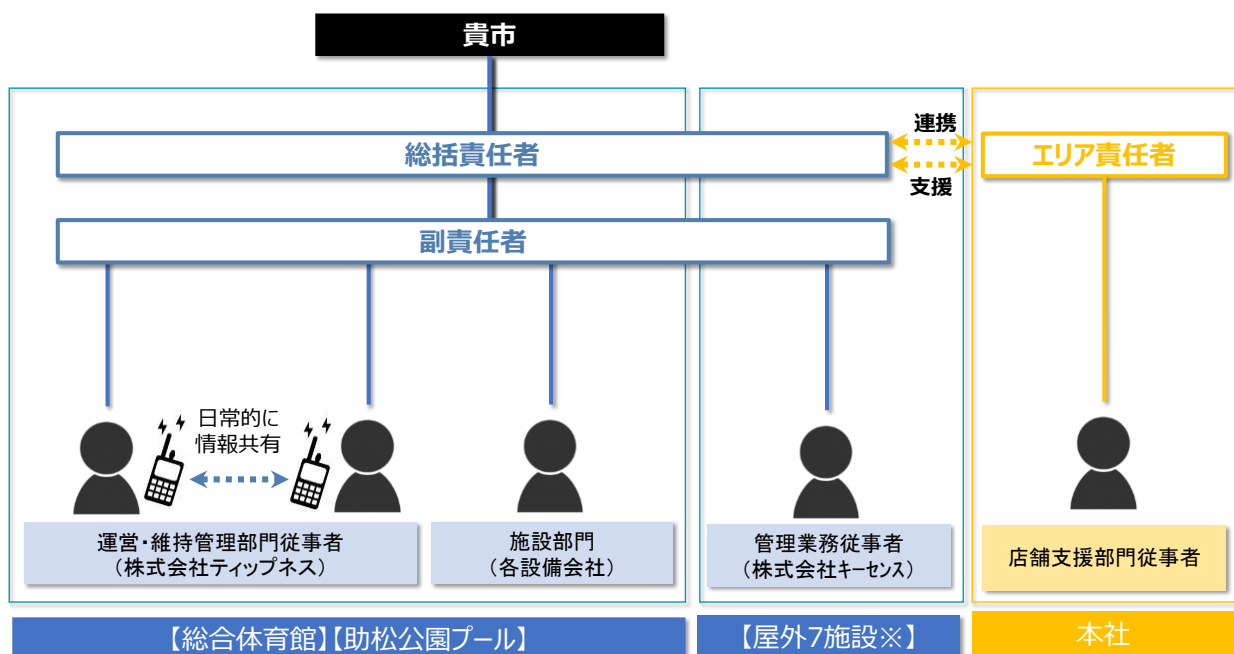 貴市
連携
総括責任者
エリア責任者
支援
副責任者
日常的に
情報共有
運営・維持管理部門従事者
（株式会社ティップネス）
施設部門
（各設備会社）
管理業務従事者
（株式会社キーセンス）
店舗支援部門従事者
【総合体育館】【助松公園プール】
【屋外7施設※】
本社